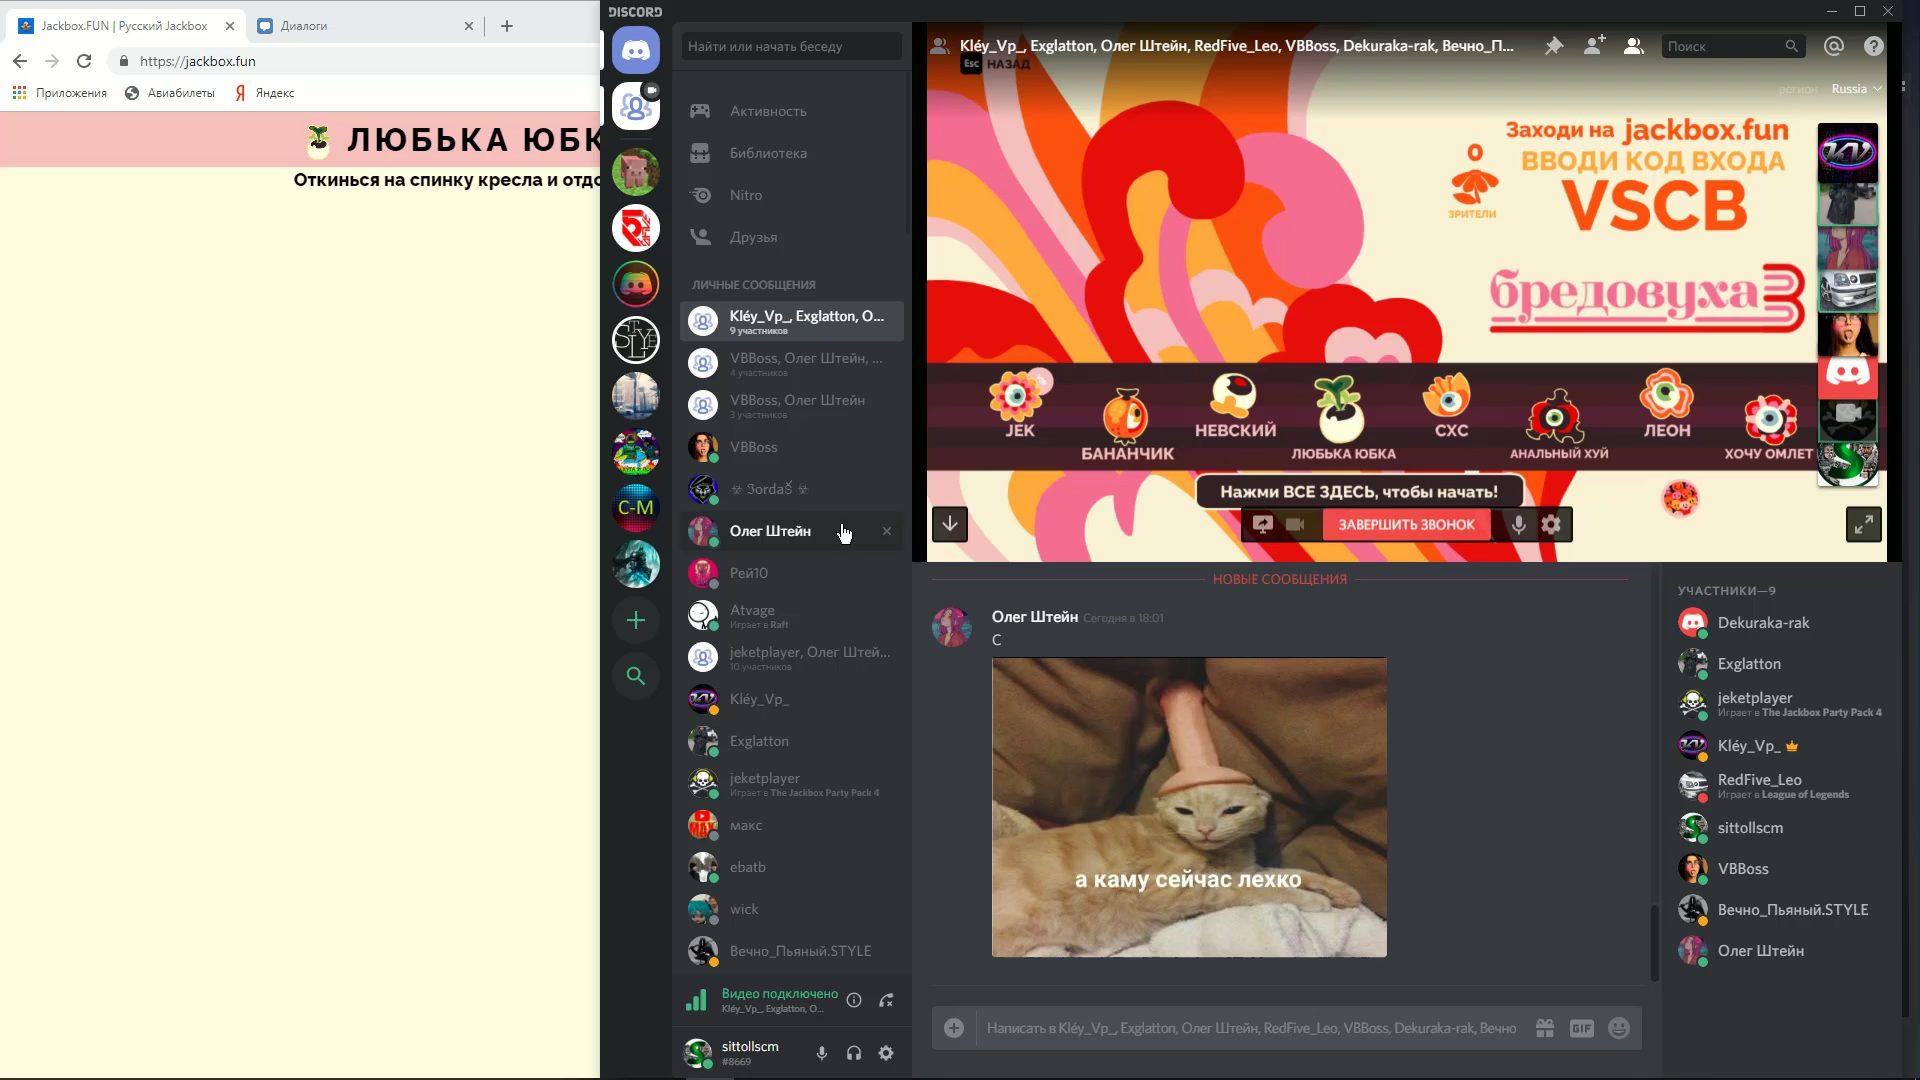 Jackbox.FUN | Русский Jackbox
Диалоги
https://jackbox.fun
Приложения
Авиабилеты
Яндекс
ЛЮБЬКА ЮБК
Откинься на спинку кресла и отдо
DISCORD
Найти или начать беседу
Активность
Библиотека
Nitro
Друзья
ЛИЧНЫЕ СООБЩЕНИЯ
Kléy_Vp_, Exglatton, О...
9 участников
VBBoss, Олег Штейн, ...
4 участников
VBBoss, Олег Штейн
3 участников
VBBoss
Олег Штейн
Рей10
Atvage
Играет в Raft
jeketplayer, Олег Штей...
10 участников
Kléy_Vp_
Exglatton
jeketplayer
Играет в The Jackbox Party Pack 4
макс
ebatb
wick
Вечно_Пьяный.STYLE
Видео подключено
Kléy_Vp_, Exglatton, О...
sittollscm
#8669
C-M
STYLE
Kléy_Vp_, Exglatton, Олег Штейн, RedFive_Leo, VBBoss, Dekuraka-rak, Вечно_П...
Esc НАЗАД
Поиск
регион Russia
Заходи на jackbox.fun
ВВОДИ КОД ВХОДА
VSCB
0
ЗРИТЕЛИ
бредовуха3
JEK
БАНАНЧИК
НЕВСКИЙ
ЛЮБЬКА ЮБКА
СХС
АНАЛЬНЫЙ ХУЙ
ЛЕОН
ХОЧУ ОМЛЕТ
Нажми ВСЕ ЗДЕСЬ, чтобы начать!
ЗАВЕРШИТЬ ЗВОНОК
НОВЫЕ СООБЩЕНИЯ
Олег Штейн Сегодня в 18:01
С
а каму сейчас лехко
Написать в Kléy_Vp_, Exglatton, Олег Штейн, RedFive_Leo, VBBoss, Dekuraka-rak, Вечно
GIF
УЧАСТНИКИ—9
Dekuraka-rak
Exglatton
jeketplayer
Играет в The Jackbox Party Pack 4
Kléy_Vp_
RedFive_Leo
Играет в League of Legends
sittollscm
VBBoss
Вечно_Пьяный.STYLE
Олег Штейн